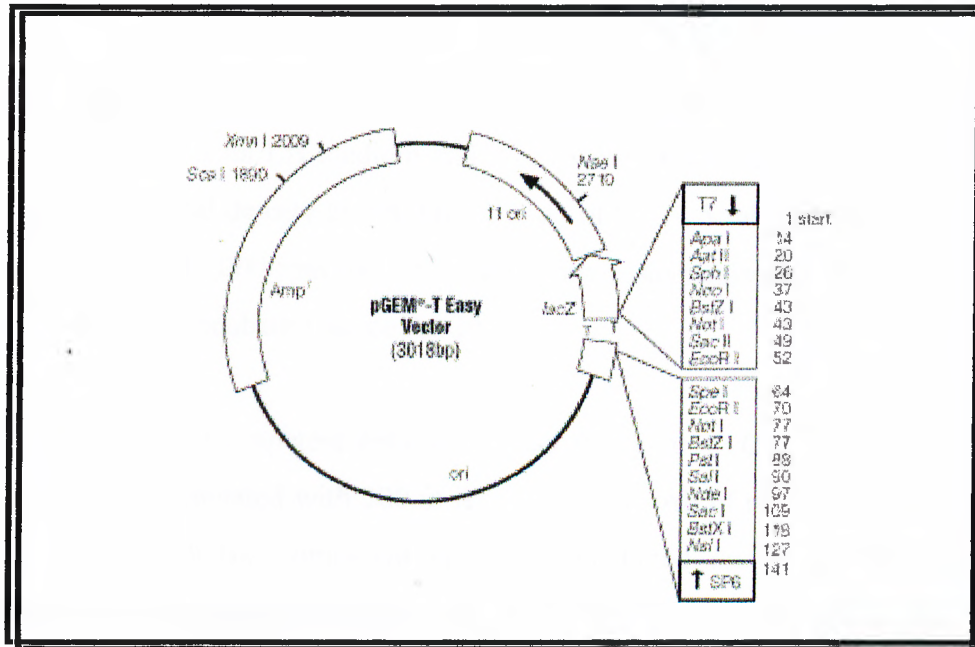 Xmn I 2009
Sca I 1890
Nae I
2710
f1 ori
Ampr
pGEM®-T Easy
Vector
(3018bp)
lacZ
T T
ori
T7 ↓
1 start
Apa I 14
Aat II 20
Sph I 26
Nco I 37
BstZ I 43
Not I 43
Sac II 49
EcoR I 52
Spe I 64
EcoR I 70
Not I 77
BstZ I 77
Pst I 88
Sal I 90
Nde I 97
Sac I 109
BstX I 118
Nsi I 127
141
↑ SP6